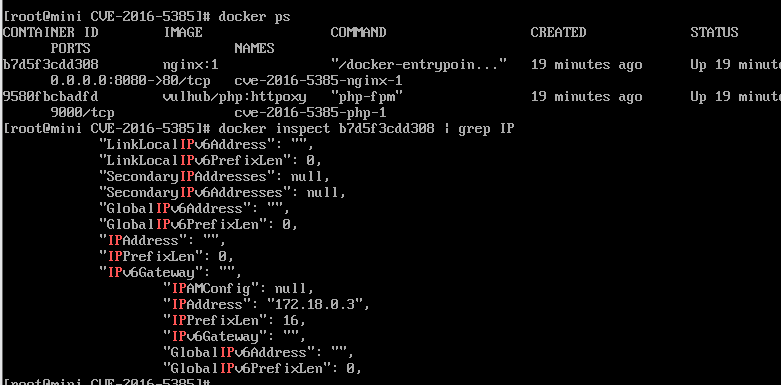 [root@mini CVE-2016-5385]# docker ps
CONTAINER ID        IMAGE               COMMAND                  CREATED             STATUS
      PORTS                  NAMES
b7d5f3cdd308        nginx:1             "/docker-entrypoin..."   19 minutes ago      Up 19 minute
      0.0.0.0:8080->80/tcp   cve-2016-5385-nginx-1
9580fbcbadfd        vulhub/php:httpoxy  "php-fpm"                19 minutes ago      Up 19 minute
      9000/tcp               cve-2016-5385-php-1
[root@mini CVE-2016-5385]# docker inspect b7d5f3cdd308 | grep IP
            "LinkLocalIPv6Address": "",
            "LinkLocalIPv6PrefixLen": 0,
            "SecondaryIPAddresses": null,
            "SecondaryIPv6Addresses": null,
            "GlobalIPv6Address": "",
            "GlobalIPv6PrefixLen": 0,
            "IPAddress": "",
            "IPPrefixLen": 0,
            "IPv6Gateway": "",
                    "IPAMConfig": null,
                    "IPAddress": "172.18.0.3",
                    "IPPrefixLen": 16,
                    "IPv6Gateway": "",
                    "GlobalIPv6Address": "",
                    "GlobalIPv6PrefixLen": 0,
[root@mini CVE-2016-5385]#